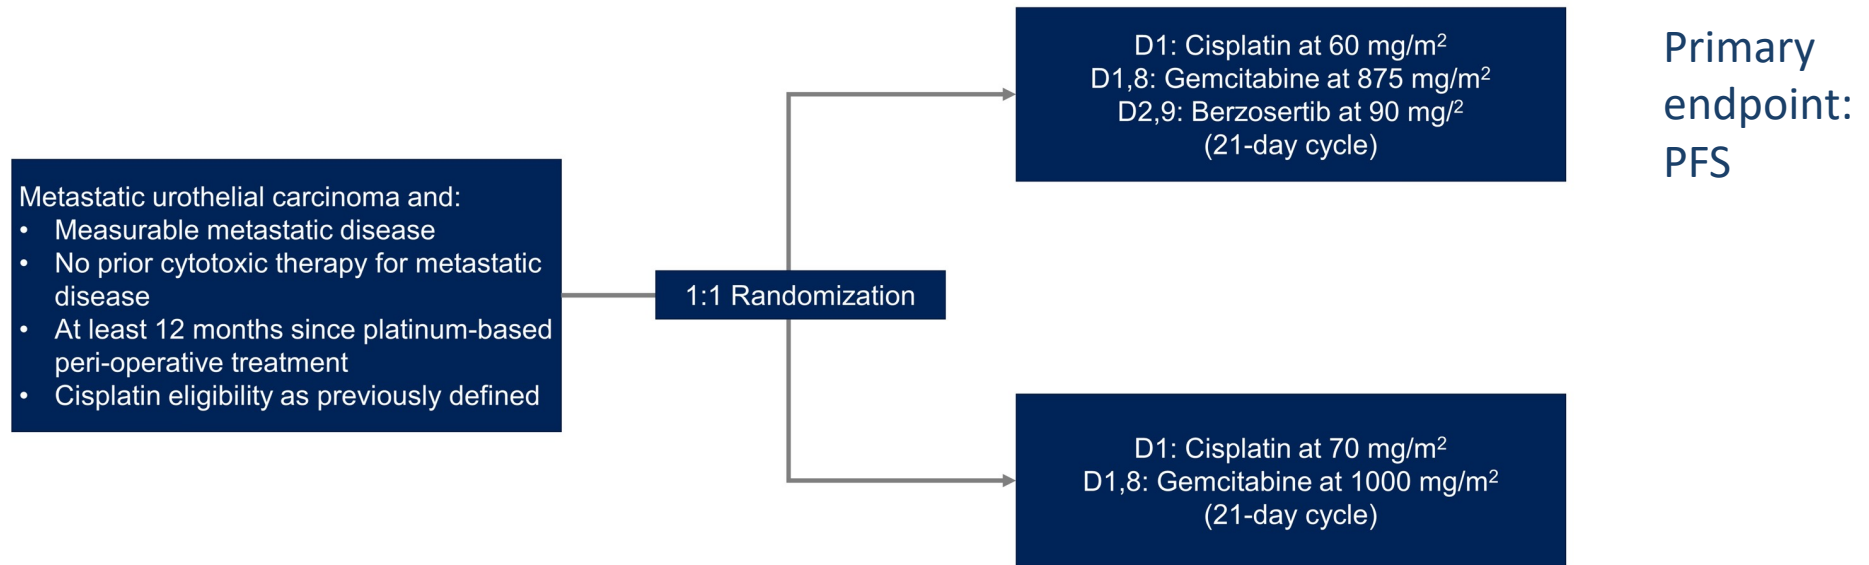 Metastatic urothelial carcinoma and:
• Measurable metastatic disease
• No prior cytotoxic therapy for metastatic
disease
• At least 12 months since platinum-based
peri-operative treatment
• Cisplatin eligibility as previously defined
1:1 Randomization
D1: Cisplatin at 60 mg/m²
D1,8: Gemcitabine at 875 mg/m²
D2,9: Berzosertib at 90 mg/²
(21-day cycle)
D1: Cisplatin at 70 mg/m²
D1,8: Gemcitabine at 1000 mg/m²
(21-day cycle)
Primary
endpoint:
PFS